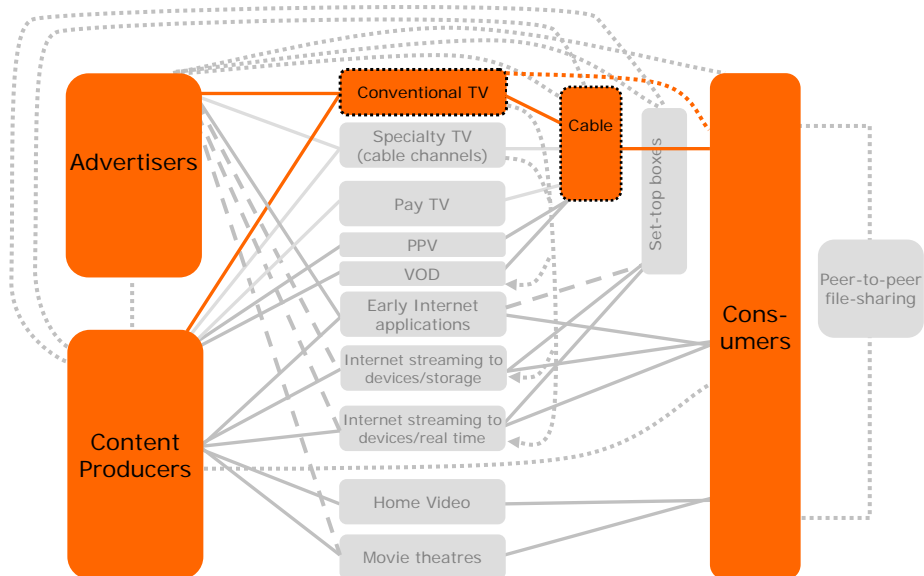 Advertisers
Content
Producers
Conventional TV
Specialty TV
(cable channels)
Pay TV
PPV
VOD
Early Internet
applications
Internet streaming to
devices/storage
Internet streaming to
devices/real time
Home Video
Movie theatres
Cable
Set-top boxes
Cons-
umers
Peer-to-peer
file-sharing